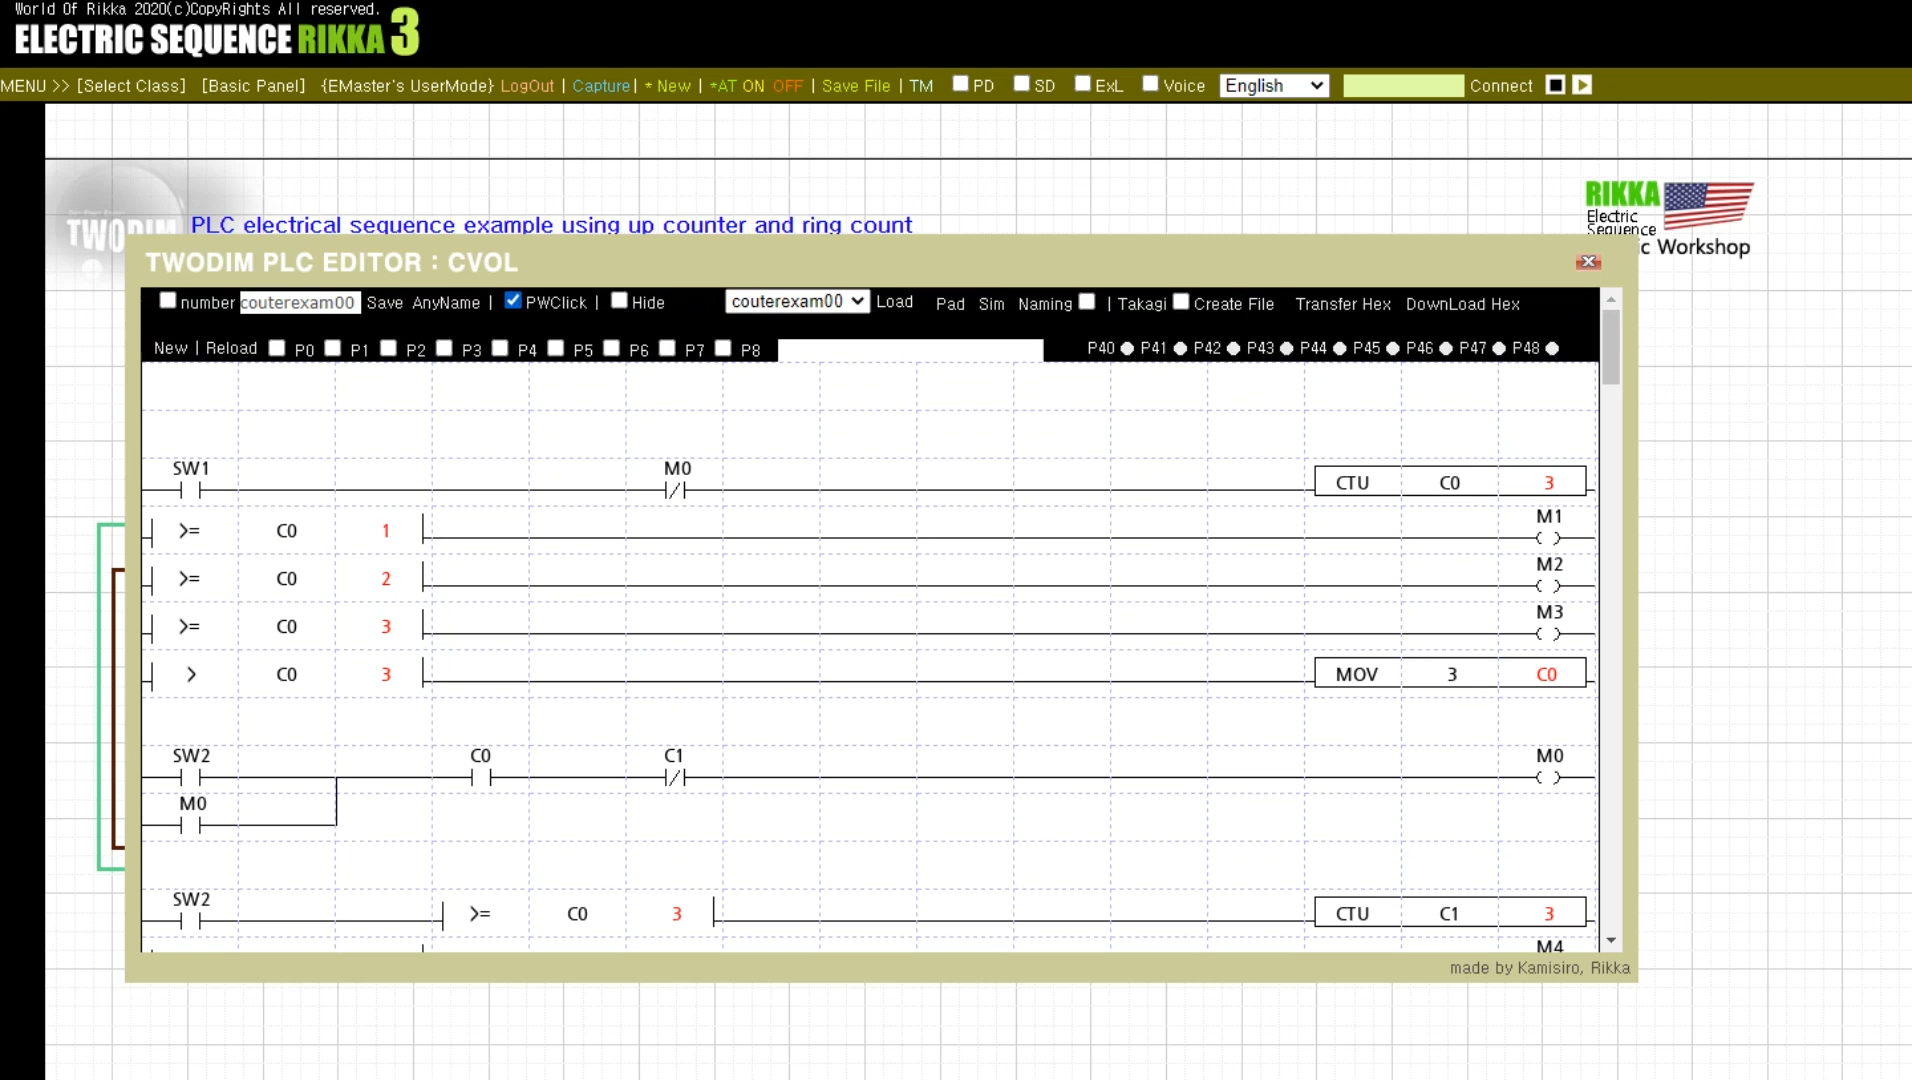 World Of Rikka 2020(c)CopyRights All reserved.
ELECTRIC SEQUENCE RIKKA 3
MENU >> [Select Class] [Basic Panel] {EMaster's UserMode} LogOut | Capture| * New | *AT ON OFF | Save File | TM PD SD ExL Voice English Connect
TWODIM PLC electrical sequence example using up counter and ring count
RIKKA
Electric
Sequence
Workshop
TWODIM PLC EDITOR : CVOL
number couterexam00 Save AnyName | PWClick | Hide couterexam00 Load Pad Sim Naming | Takagi Create File Transfer Hex DownLoad Hex
New | Reload P0 P1 P2 P3 P4 P5 P6 P7 P8 P40 P41 P42 P43 P44 P45 P46 P47 P48
SW1 M0
CTU C0 3
M1
>= C0 1
M2
>= C0 2
M3
>= C0 3
> C0 3 MOV 3 C0
SW2 C0 C1 M0
M0
SW2
>= C0 3 CTU C1 3
M4
made by Kamisiro, Rikka